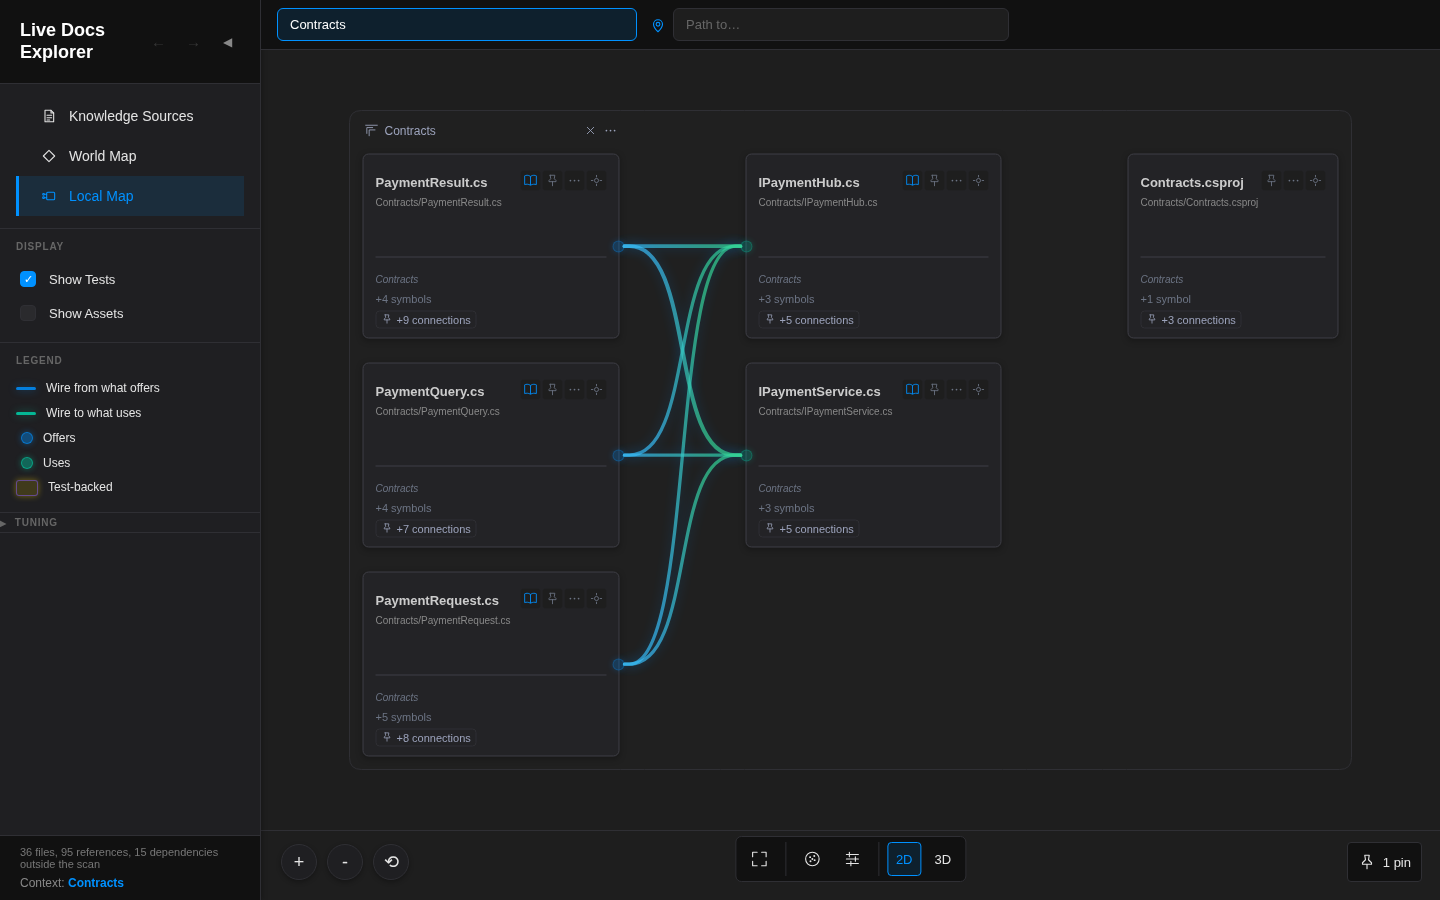 Live Docs
Explorer
Contracts
Path to…
Knowledge Sources
World Map
Local Map
DISPLAY
Show Tests
Show Assets
LEGEND
Wire from what offers
Wire to what uses
Offers
Uses
Test-backed
TUNING
36 files, 95 references, 15 dependencies
outside the scan
Context: Contracts
Contracts
PaymentResult.cs
Contracts/PaymentResult.cs
Contracts
+4 symbols
+9 connections
IPaymentHub.cs
Contracts/IPaymentHub.cs
Contracts
+3 symbols
+5 connections
Contracts.csproj
Contracts/Contracts.csproj
Contracts
+1 symbol
+3 connections
PaymentQuery.cs
Contracts/PaymentQuery.cs
Contracts
+4 symbols
+7 connections
IPaymentService.cs
Contracts/IPaymentService.cs
Contracts
+3 symbols
+5 connections
PaymentRequest.cs
Contracts/PaymentRequest.cs
Contracts
+5 symbols
+8 connections
2D
3D
1 pin